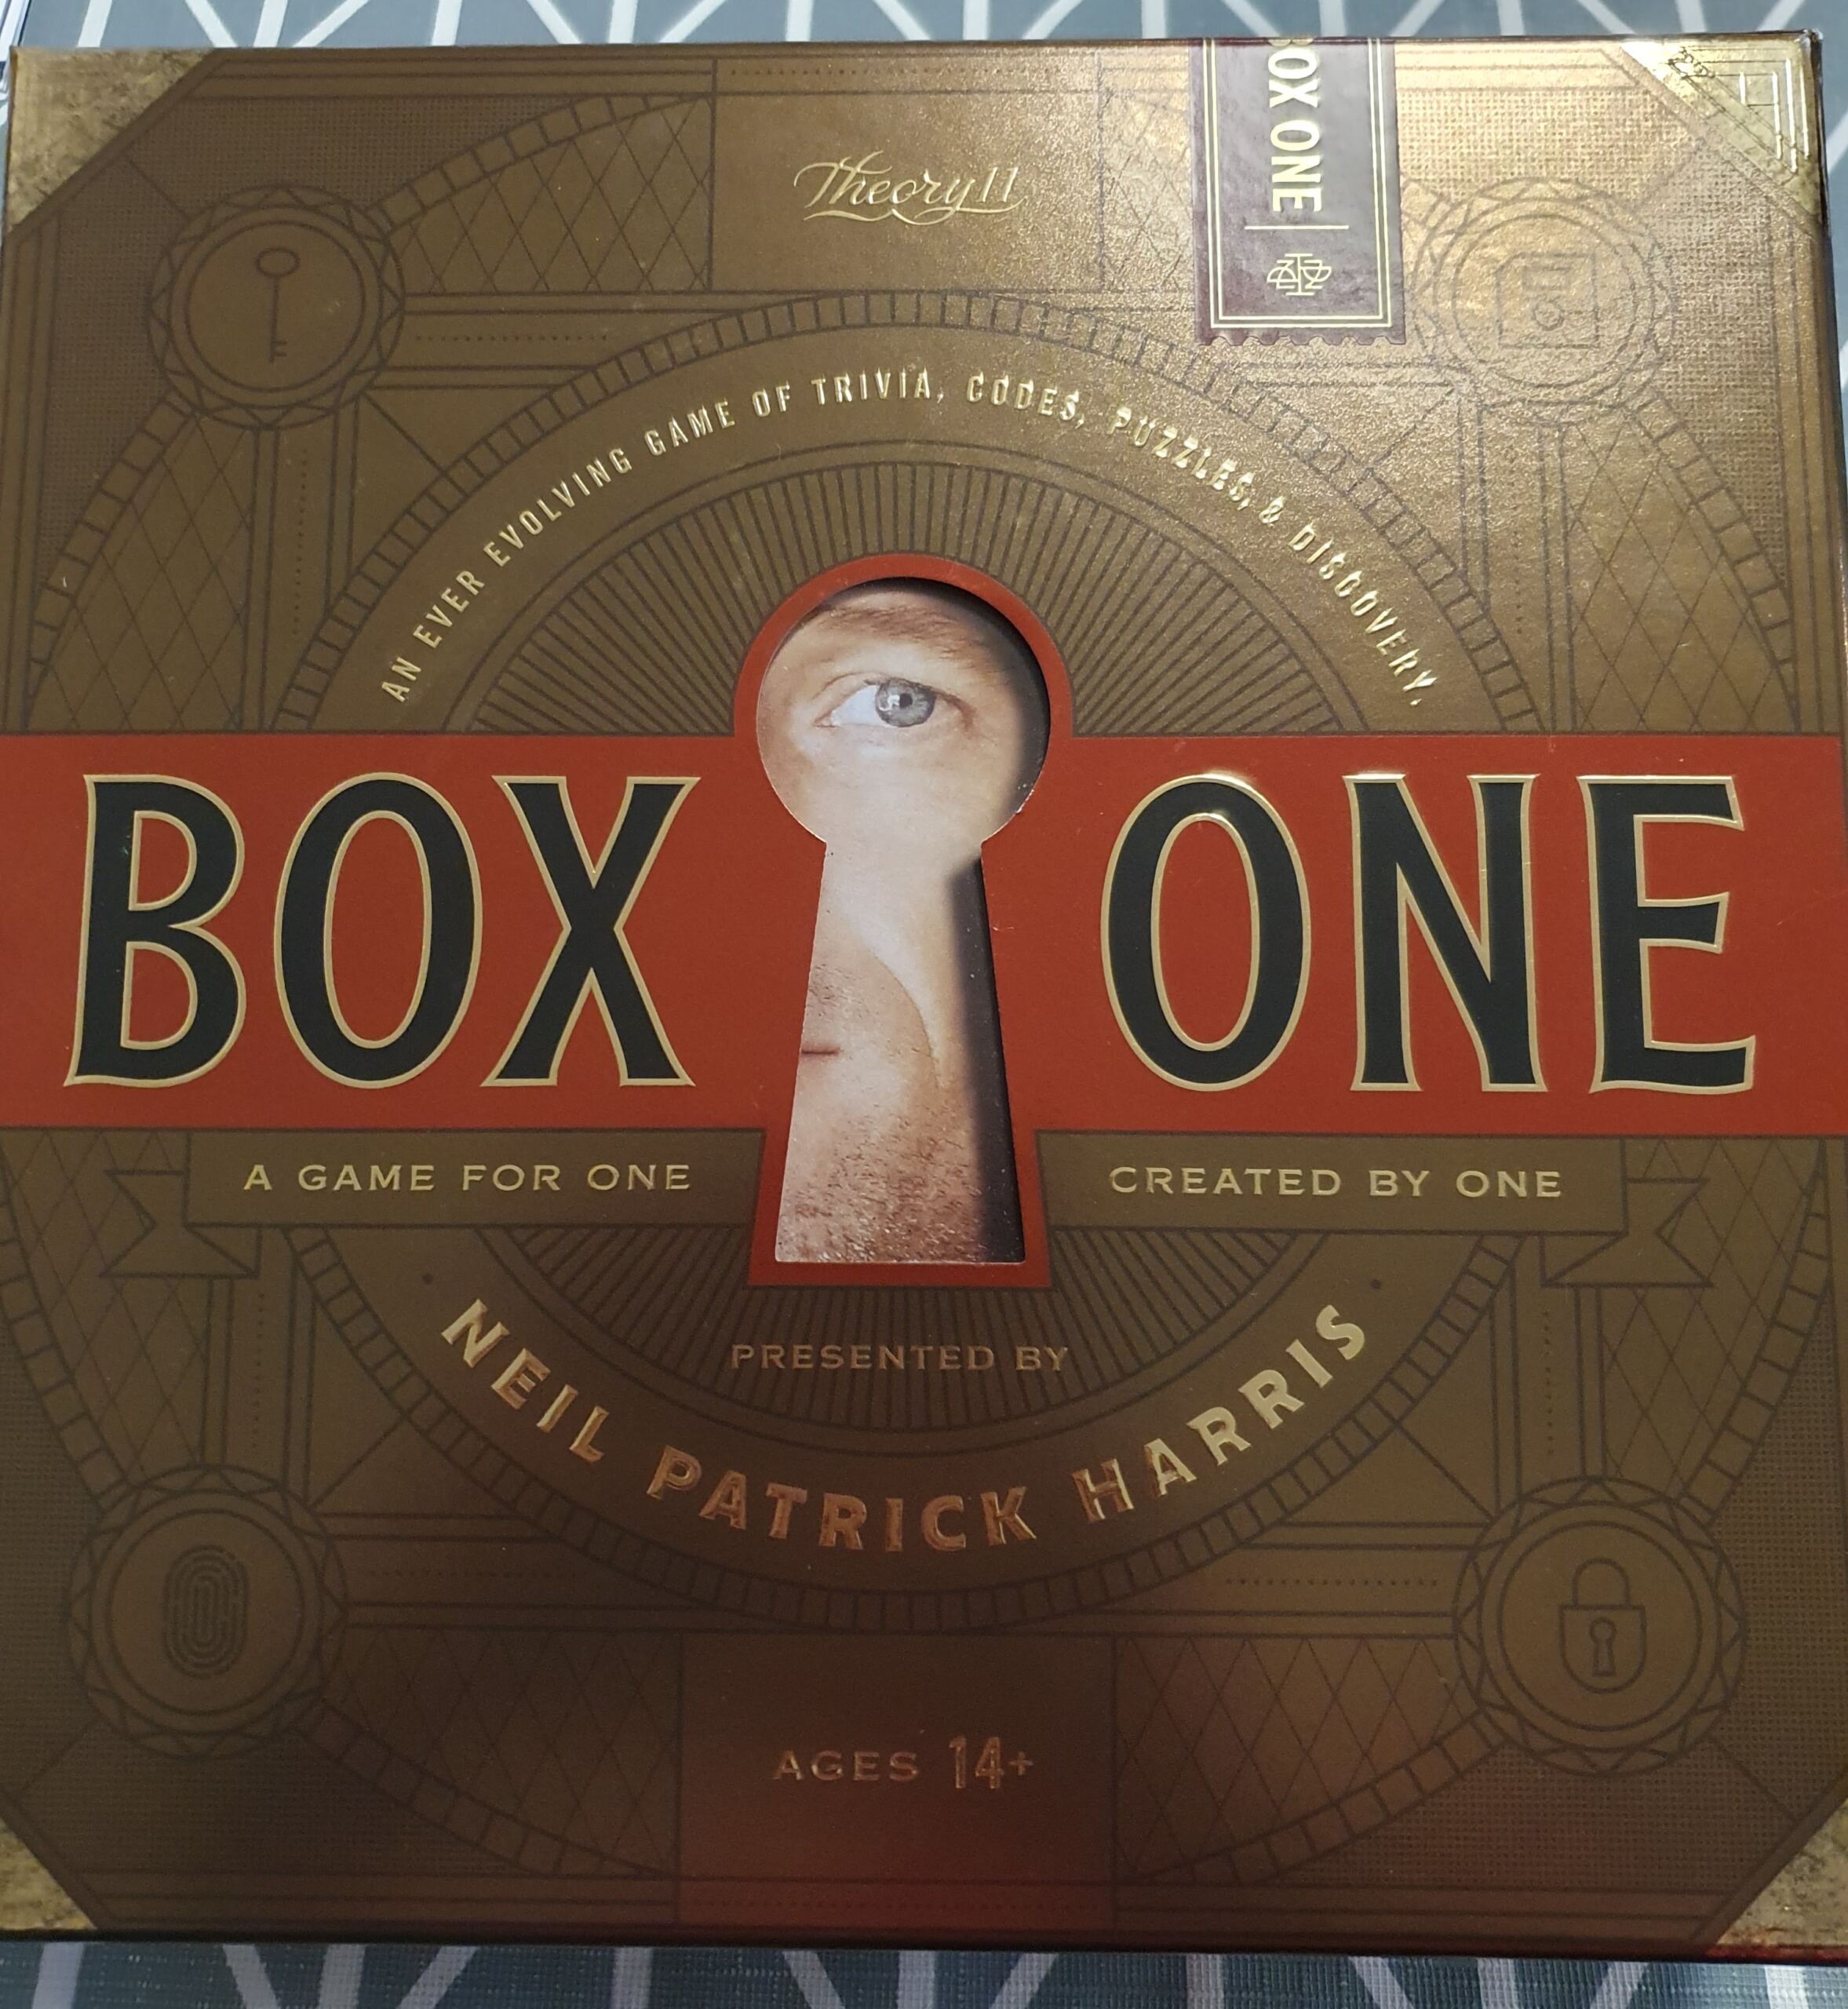 Theory11
BOX ONE
AN EVER EVOLVING GAME OF TRIVIA, CODES, PUZZLES, & DISCOVERY,
BOX ONE
A GAME FOR ONE
CREATED BY ONE
PRESENTED BY
NEIL PATRICK HARRIS
AGES 14+